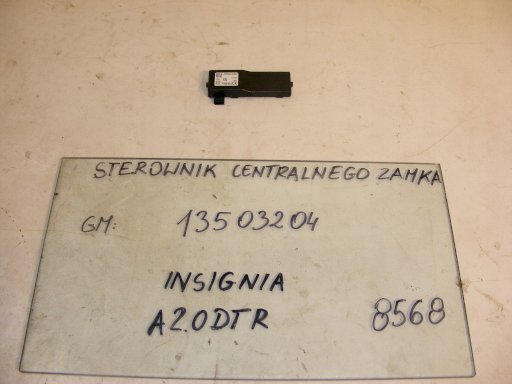 STEROWNIK CENTRALNEGO ZAMKA
GM: 13503204
INSIGNIA
A2.0DTR 8568